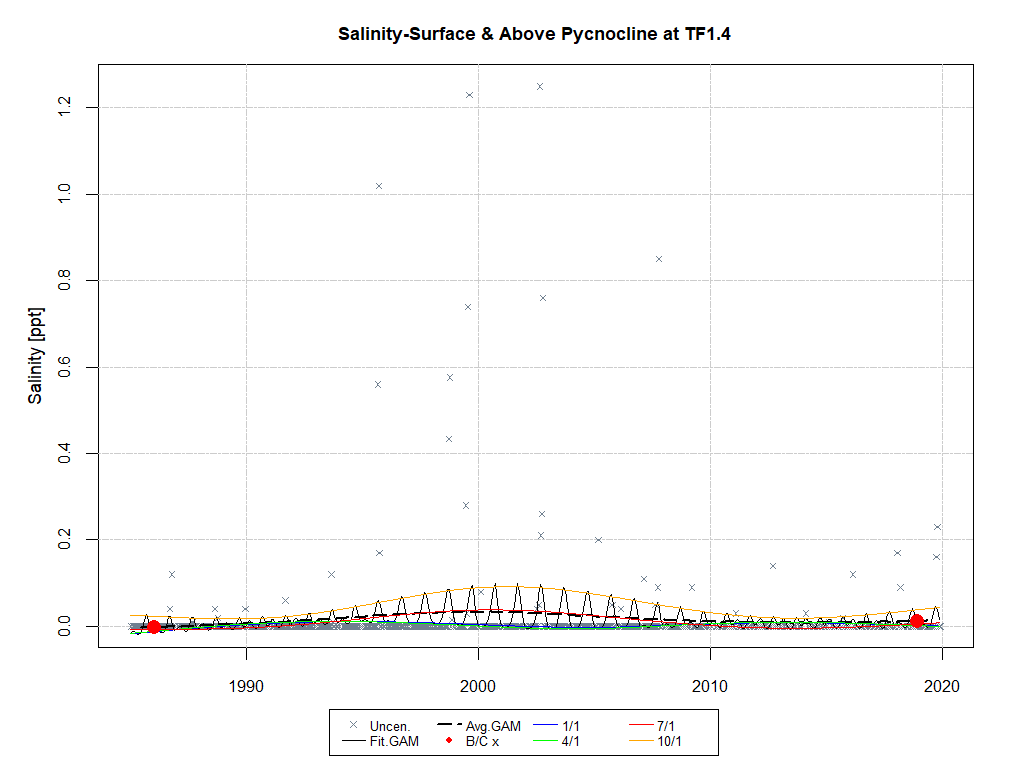 Salinity-Surface & Above Pycnocline at TF1.4
Salinity [ppt]
1.2
1.0
0.8
0.6
0.4
0.2
0.0
1990 2000 2010 2020
Uncen. Avg.GAM 1/1 7/1
Fit.GAM B/C x 4/1 10/1